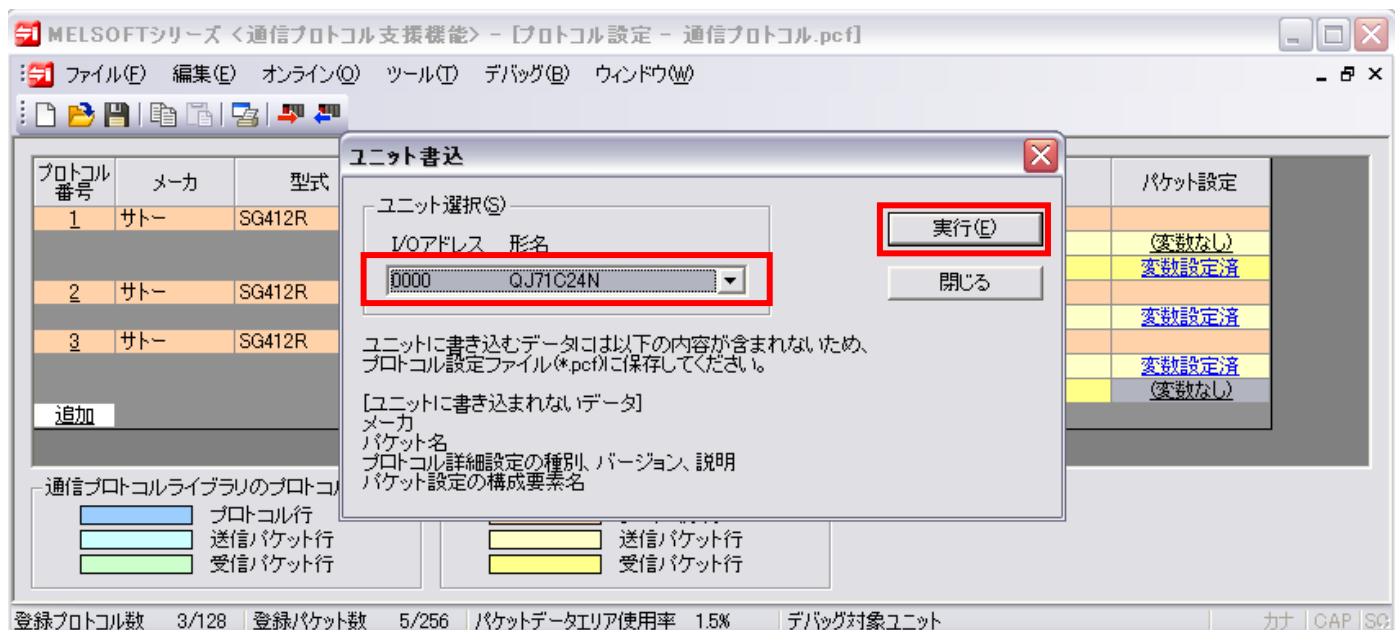 MELSOFTシリーズ <通信プロトコル支援機能> - [プロトコル設定 - 通信プロトコル.pcf]
ファイル(F) 編集(E) オンライン(O) ツール(T) デバッグ(B) ウィンドウ(W)
ユニット書込
プロトコル番号 メーカ 型式 パケット設定
ユニット選択(S)
I/Oアドレス 形名
0000 QJ71C24N
実行(E)
閉じる
1 サトー SG412R
(変数なし)
変数設定済
2 サトー SG412R
変数設定済
3 サトー SG412R
変数設定済
(変数なし)
追加
ユニットに書き込むデータには以下の内容が含まれないため、
プロトコル設定ファイル(*.pcf)に保存してください。
[ユニットに書き込まれないデータ]
メーカ
パケット名
プロトコル詳細設定の種別、バージョン、説明
パケット設定の構成要素名
通信プロトコルライブラリのプロトコル
プロトコル行
送信パケット行 送信パケット行
受信パケット行 受信パケット行
登録プロトコル数 3/128 登録パケット数 5/256 パケットデータエリア使用率 1.5% デバッグ対象ユニット カナ CAP